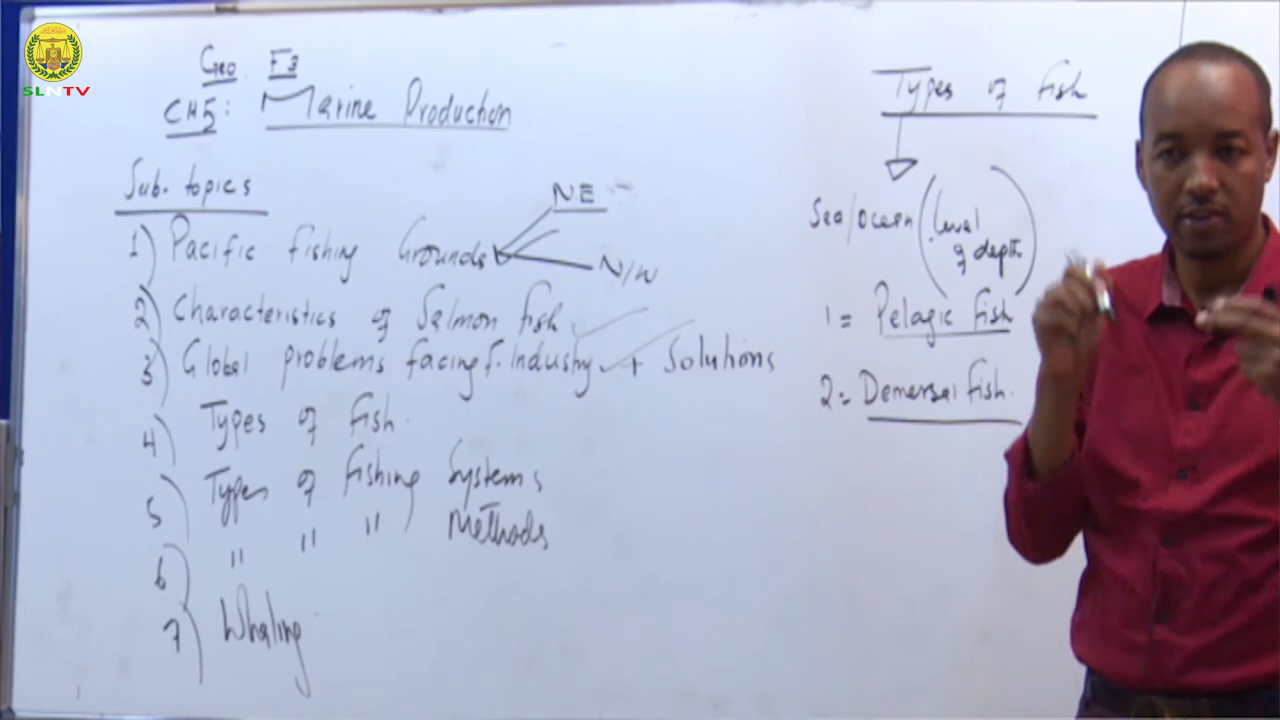 SLNTV
Geo F3
CH5: Marine Production
Sub. topics
1) Pacific fishing Grounds
NE
N/W
2) Characteristics of Salmon fish
3) Global problems facing F. Industry + Solutions
4) Types of fish.
5) Types of fishing Systems
6) " " " Methods
7) Whaling
Types of fish
Sea/Ocean (level of depth)
1= Pelagic fish
2= Demersal fish.